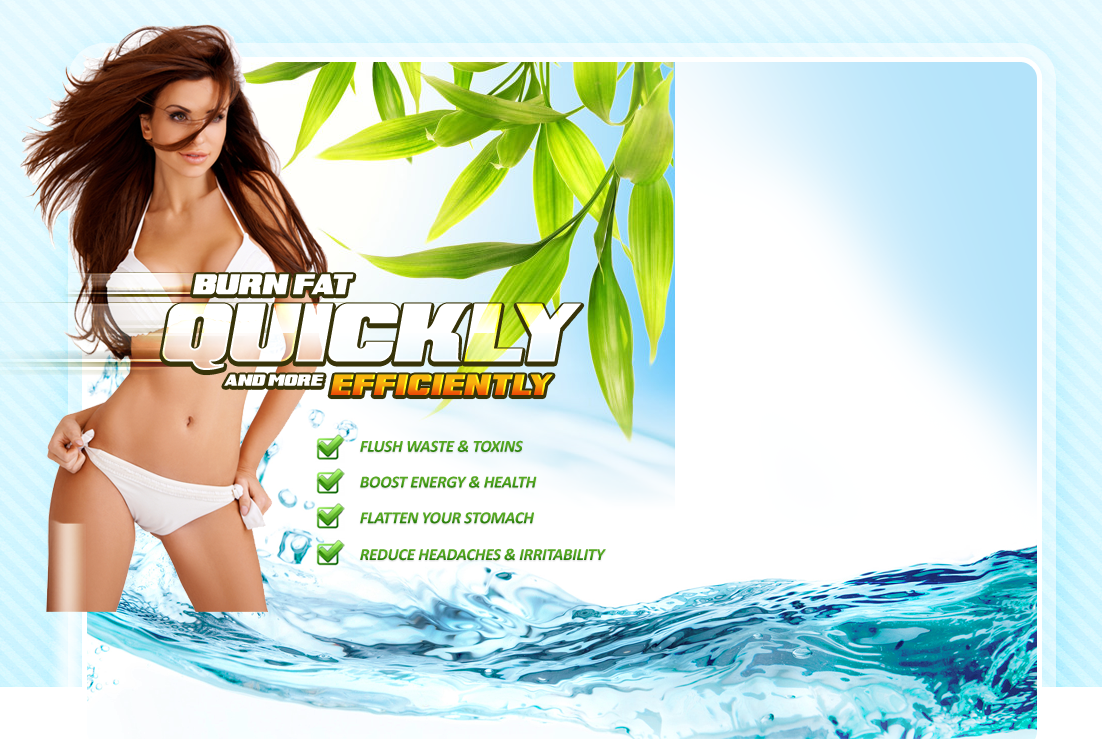 BURN FAT
QUICKLY
AND MORE EFFICIENTLY
FLUSH WASTE & TOXINS
BOOST ENERGY & HEALTH
FLATTEN YOUR STOMACH
REDUCE HEADACHES & IRRITABILITY